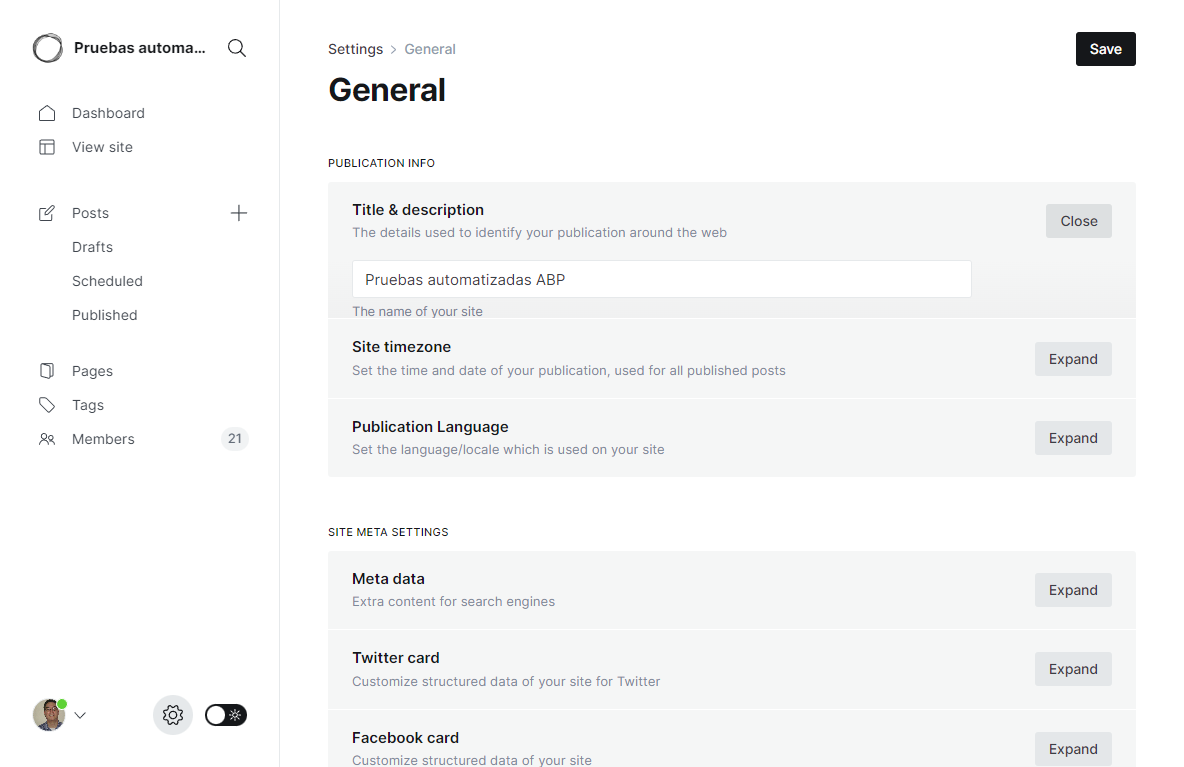 Pruebas automa...
Dashboard
View site
Posts
Drafts
Scheduled
Published
Pages
Tags
Members 21
Settings > General
Save
General
PUBLICATION INFO
Title & description
The details used to identify your publication around the web
Close
Pruebas automatizadas ABP
The name of your site
Site timezone
Set the time and date of your publication, used for all published posts
Expand
Publication Language
Set the language/locale which is used on your site
Expand
SITE META SETTINGS
Meta data
Extra content for search engines
Expand
Twitter card
Customize structured data of your site for Twitter
Expand
Facebook card
Customize structured data of your site
Expand